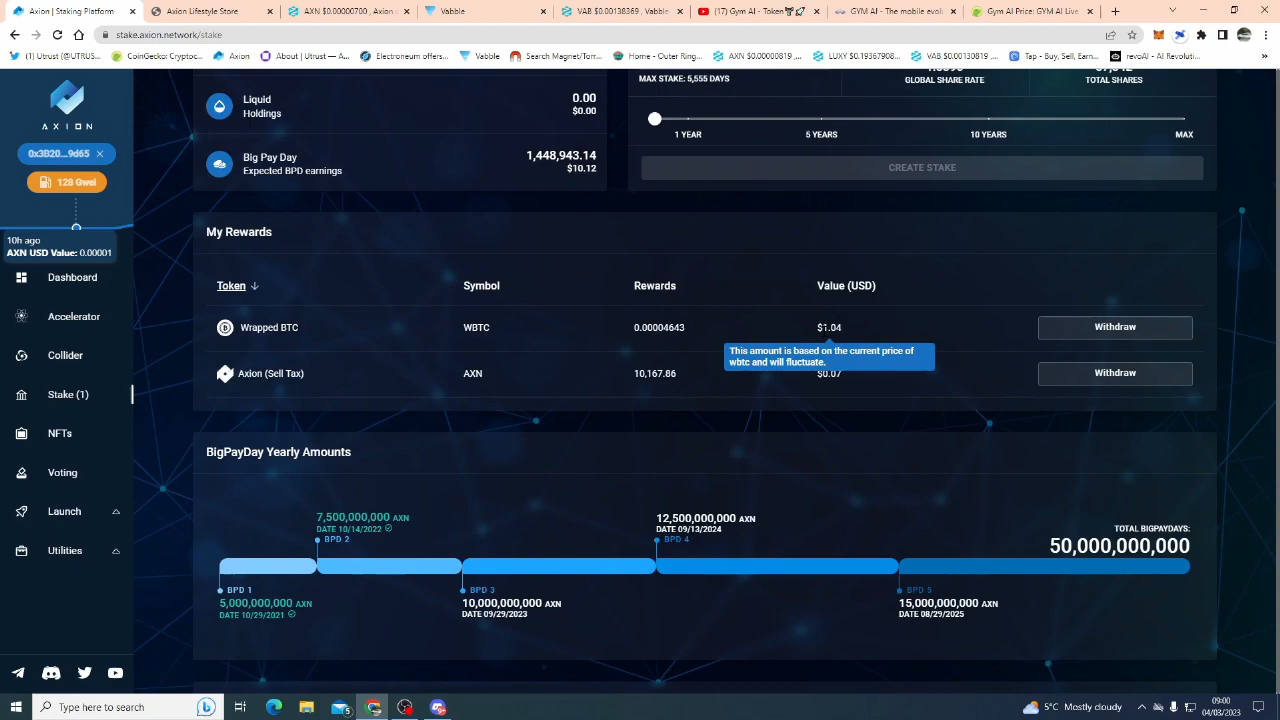 Axion | Staking Platform
Axion Lifestyle Store
AXN $0.00000700, Axion / U
Vabble
VAB $0.00138369, Vabble
(17) GYM AI Token
GYM AI - The mobile evoli
Gym AI Price: GYM AI Live
stake.axion.network/stake
(1) Utrust (@UTRUS...
CoinGecko: Cryptoc...
Axion
About | Utrust — Ac...
Electroneum offers...
Vabble
Search Magnet/Torr...
Home - Outer Ring...
AXN $0.00000819 ,...
LUXY $0.19367908...
VAB $0.00130819 ,...
Tap - Buy, Sell, Earn...
revoAI - AI Revoluti...
»
AXION
0x3B20...9d65
128 Gwei
10h ago
AXN USD Value: 0.00001
Dashboard
Accelerator
Collider
Stake (1)
NFTs
Voting
Launch
Utilities
Liquid
Holdings
0.00
$0.00
Big Pay Day
Expected BPD earnings
1,448,943.14
$10.12
MAX STAKE: 5,555 DAYS
GLOBAL SHARE RATE
TOTAL SHARES
1 YEAR
5 YEARS
10 YEARS
MAX
CREATE STAKE
My Rewards
Token
Symbol
Rewards
Value (USD)
Wrapped BTC
WBTC
0.00004643
$1.04
Withdraw
This amount is based on the current price of
wbtc and will fluctuate.
Axion (Sell Tax)
AXN
10,167.86
$0.07
Withdraw
BigPayDay Yearly Amounts
7,500,000,000 AXN
DATE 10/14/2022
BPD 2
12,500,000,000 AXN
DATE 09/13/2024
BPD 4
TOTAL BIGPAYDAYS:
50,000,000,000
BPD 1
5,000,000,000 AXN
DATE 10/29/2021
BPD 3
10,000,000,000 AXN
DATE 09/29/2023
BPD 5
15,000,000,000 AXN
DATE 08/29/2025
Type here to search
5
5°C Mostly cloudy
09:00
04/03/2023